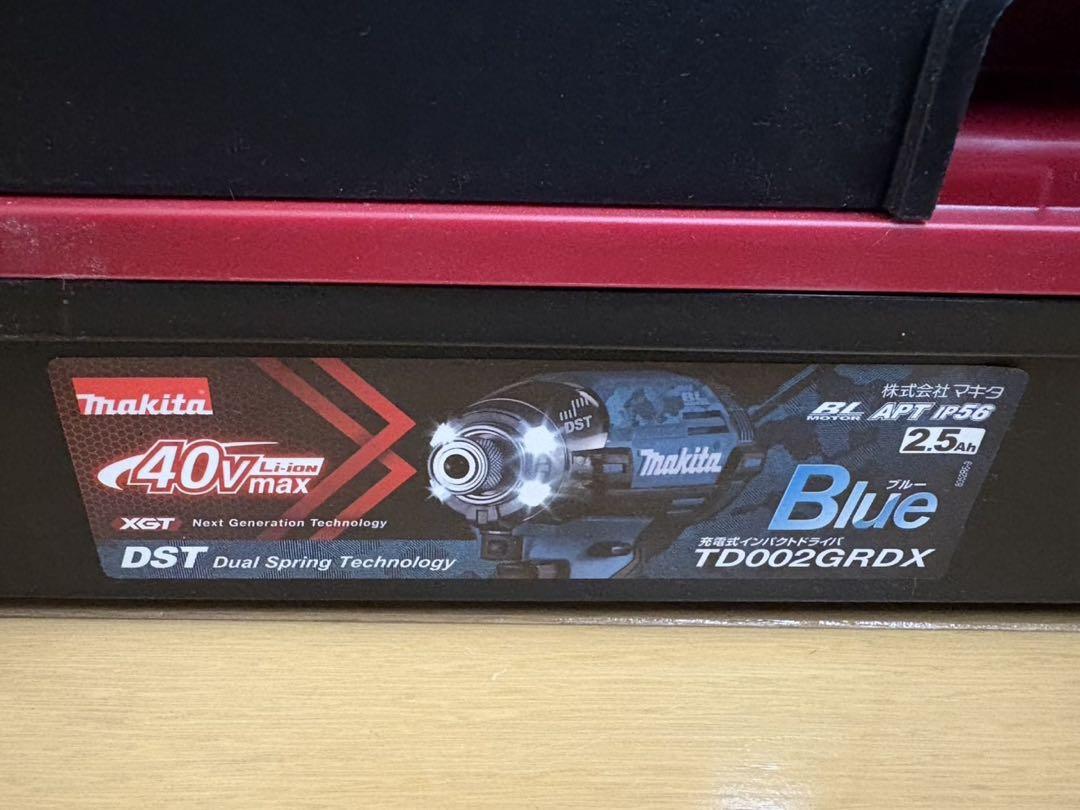 makita
株式会社 マキタ
BL MOTOR APT IP56
2.5Ah
40Vmax Li-ion
DST
makita
ブルー
Blue
XGT Next Generation Technology
充電式インパクトドライバ
DST Dual Spring Technology
TD002GRDX